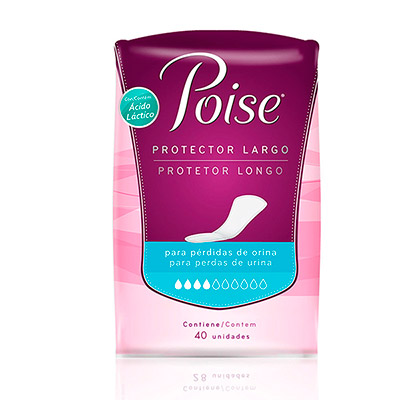 Con/Contém
Ácido
Láctico
Poise®
PROTECTOR LARGO
PROTETOR LONGO
para pérdidas de orina
para perdas de urina
Contiene/Contem
40 unidades